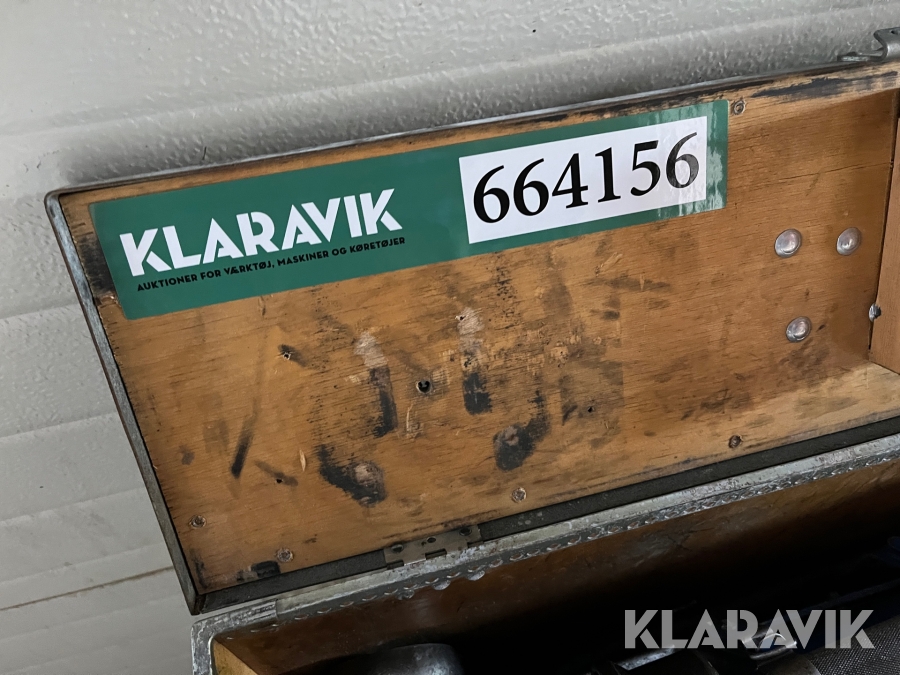 KLARAVIK
AUKTIONER FOR VÆRKTØJ, MASKINER OG KØRETØJER
664156
KLARAVIK